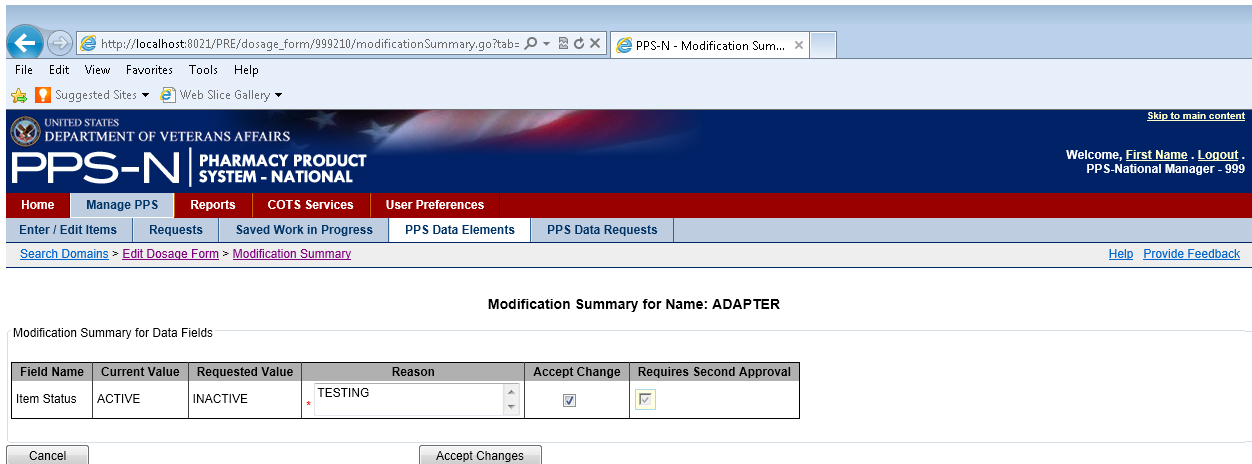 http://localhost:8021/PRE/dosage_form/999210/modificationSummary.go?tab=
PPS-N - Modification Sum...
File Edit View Favorites Tools Help
Suggested Sites Web Slice Gallery
Skip to main content
UNITED STATES
DEPARTMENT OF VETERANS AFFAIRS
PPS-N PHARMACY PRODUCT
SYSTEM - NATIONAL
Welcome, First Name . Logout .
PPS-National Manager - 999
Home Manage PPS Reports COTS Services User Preferences
Enter / Edit Items Requests Saved Work in Progress PPS Data Elements PPS Data Requests
Search Domains > Edit Dosage Form > Modification Summary Help Provide Feedback
Modification Summary for Name: ADAPTER
Modification Summary for Data Fields
Field Name Current Value Requested Value Reason Accept Change Requires Second Approval
Item Status ACTIVE INACTIVE * TESTING
Cancel Accept Changes